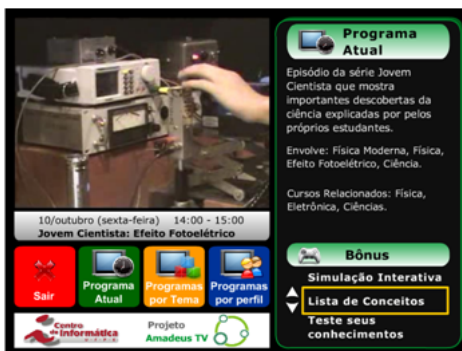 Programa
Atual
Episódio da série Jovem
Cientista que mostra
importantes descobertas da
ciência explicadas por pelos
próprios estudantes.
Envolve: Física Moderna, Física,
Efeito Fotoelétrico, Ciência.
Cursos Relacionados: Física,
Eletrônica, Ciências.
10/outubro (sexta-feira) 14:00 - 15:00
Jovem Cientista: Efeito Fotoelétrico
Sair
Programa
Atual
Programas
por Tema
Programas
por perfil
Bônus
Simulação Interativa
Lista de Conceitos
Teste seus
conhecimentos
Centro
de Informática
U F P E
Projeto
Amadeus TV